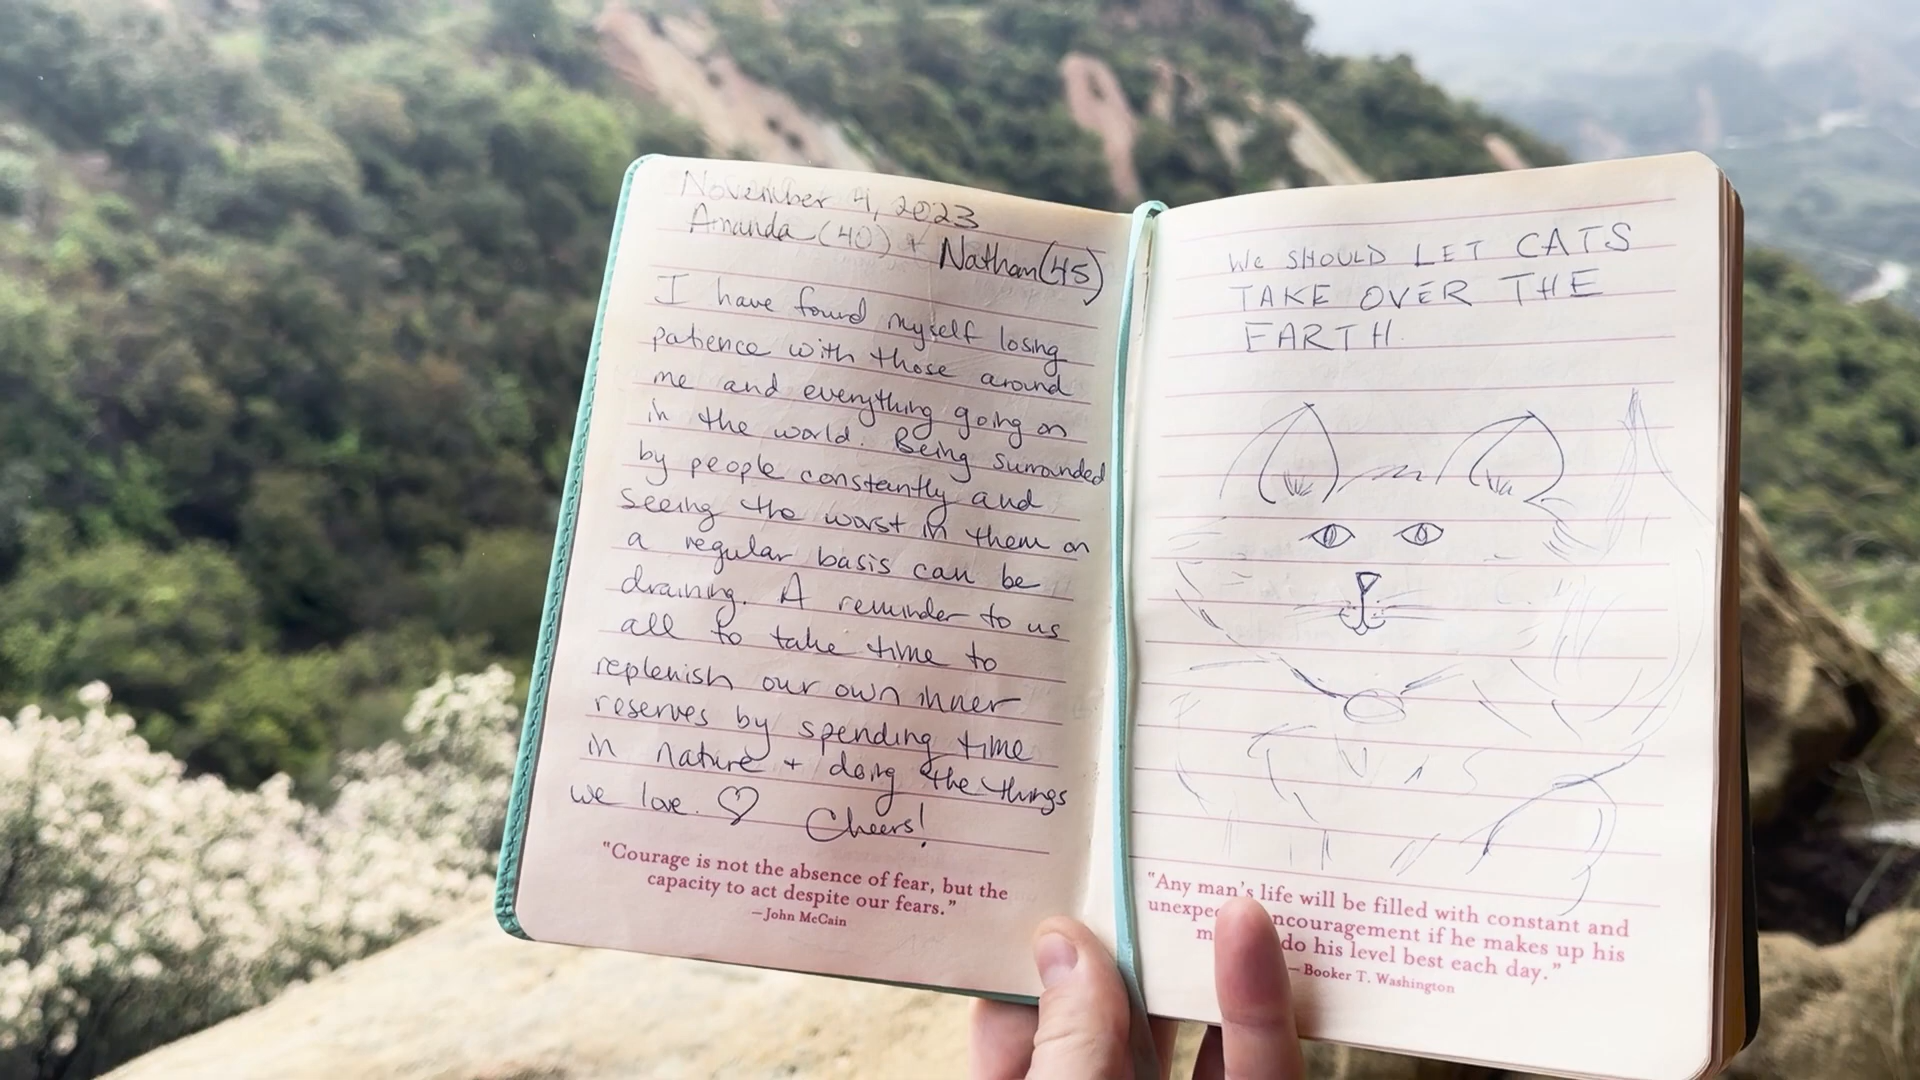 November 4, 2023
Amanda (40) + Nathan (45)
I have found myself losing
patience with those around
me and everything going on
in the world. Being surrounded
by people constantly and
seeing the worst in them on
a regular basis can be
draining. A reminder to us
all to take time to
replenish our own inner
reserves by spending time
in nature + doing the things
we love. ♡ Cheers!
"Courage is not the absence of fear, but the
capacity to act despite our fears."
—John McCain
We SHOULD LET CATS
TAKE OVER THE
EARTH.
"Any man's life will be filled with constant and
encouragement if he makes up his
do his level best each day."
— Booker T. Washington